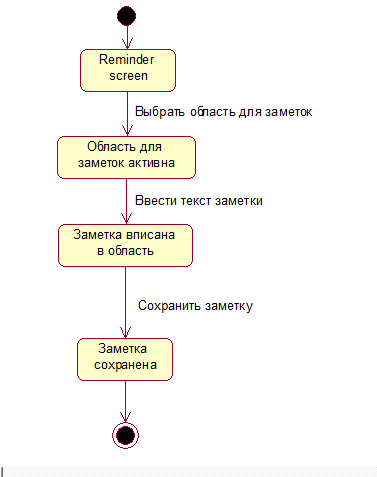 Reminder
screen
Выбрать область для заметок
Область для
заметок активна
Ввести текст заметки
Заметка вписана
в область
Сохранить заметку
Заметка
сохранена